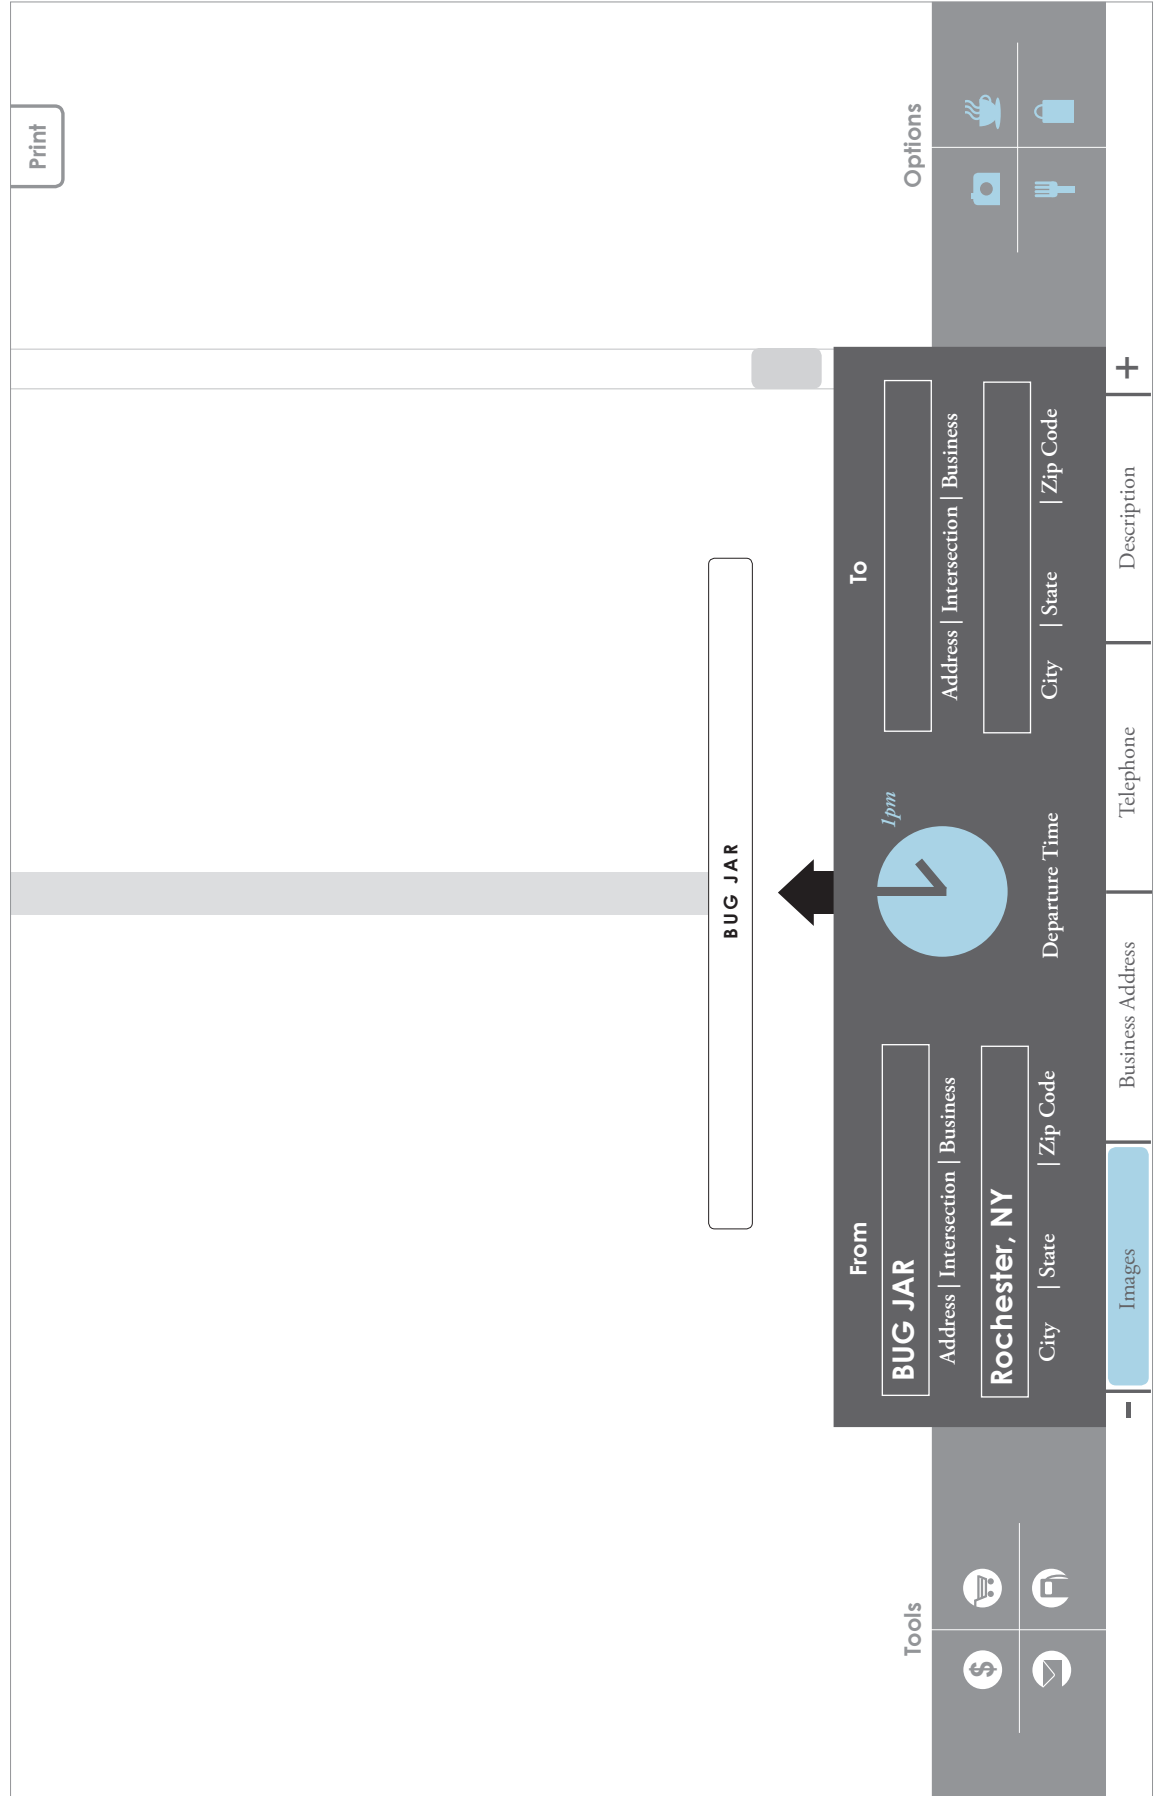 Print
BUG JAR
Tools
Options
From
BUG JAR
Address | Intersection | Business
Rochester, NY
City | State | Zip Code
1pm
Departure Time
To
Address | Intersection | Business
City | State | Zip Code
$
- Images Business Address Telephone Description +